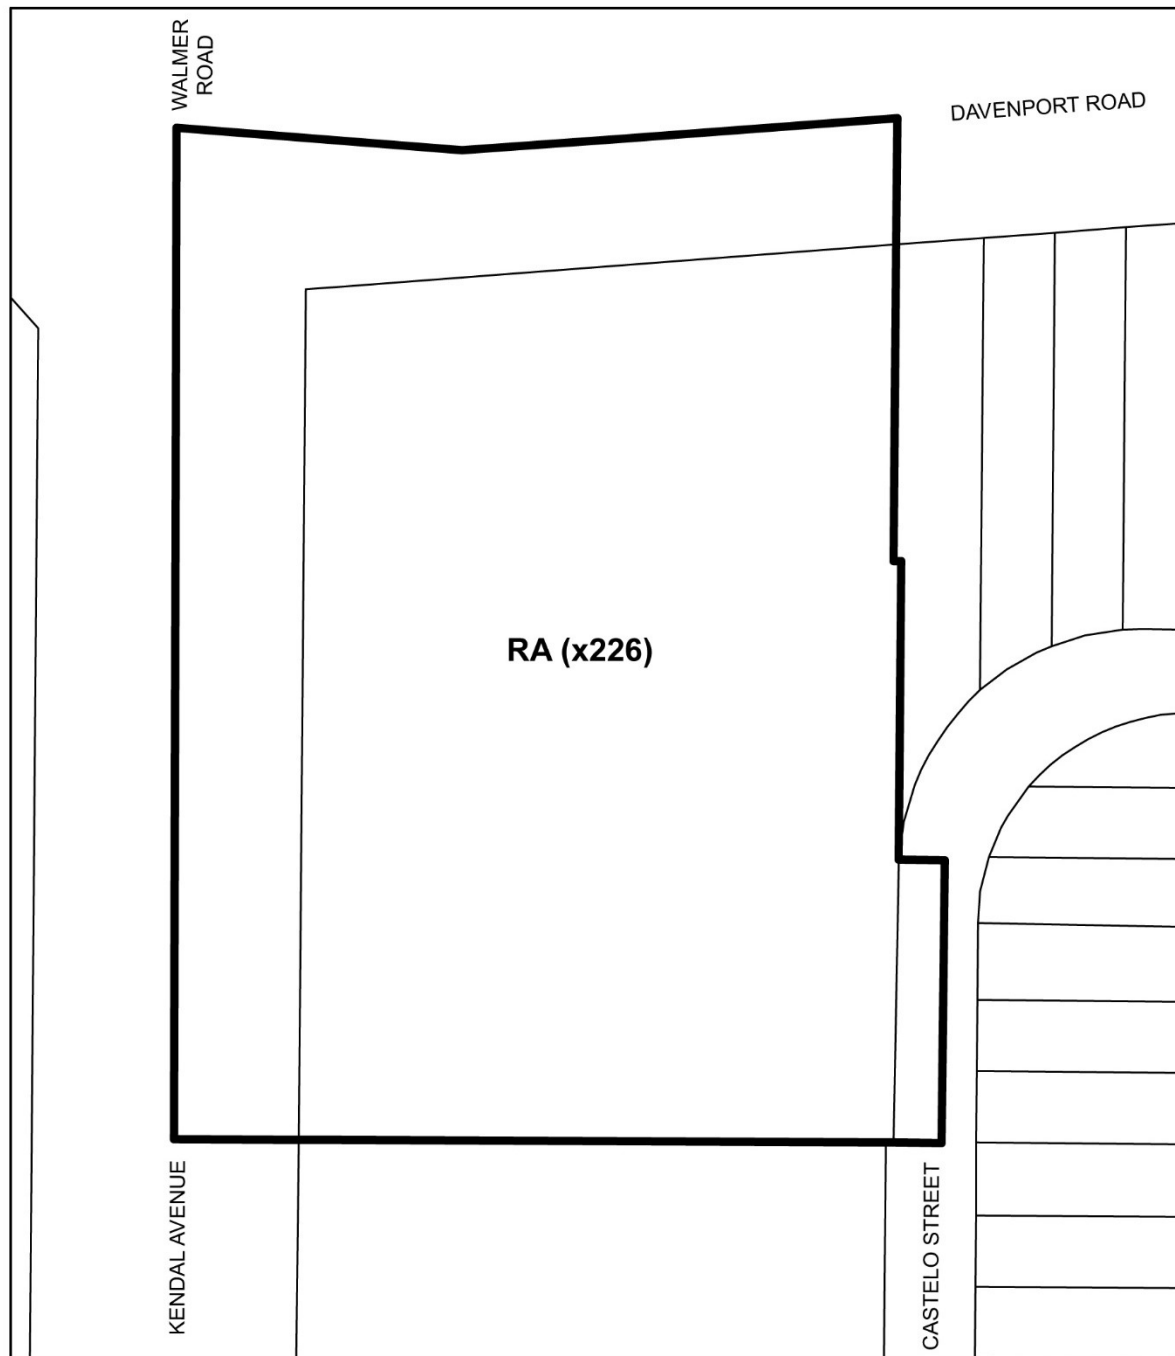 WALMER
ROAD
DAVENPORT ROAD
RA (x226)
KENDAL AVENUE
CASTELO STREET